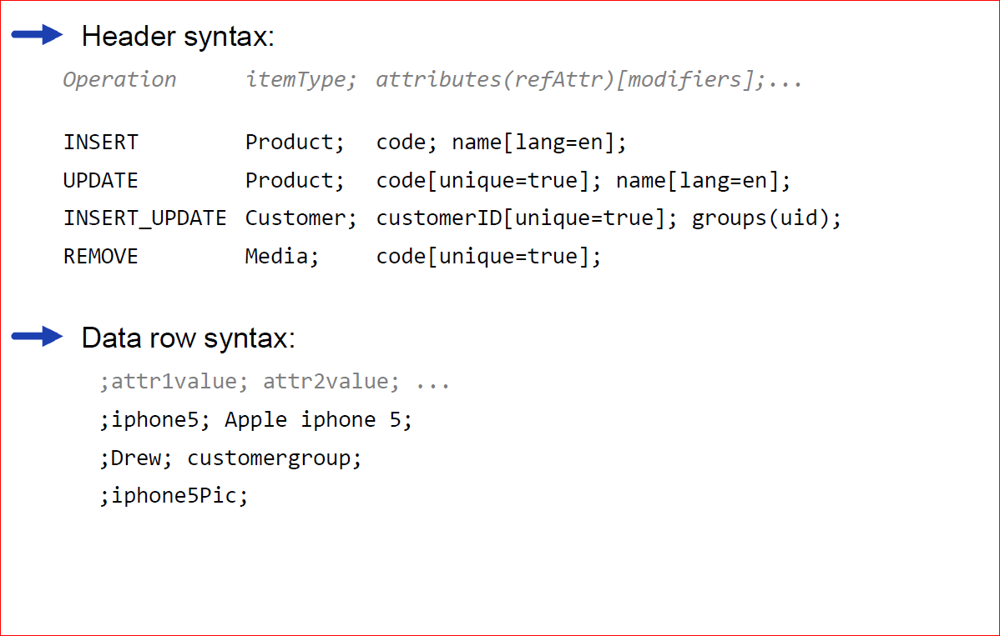 Header syntax:
Operation itemType; attributes(refAttr)[modifiers];...
INSERT Product; code; name[lang=en];
UPDATE Product; code[unique=true]; name[lang=en];
INSERT_UPDATE Customer; customerID[unique=true]; groups(uid);
REMOVE Media; code[unique=true];
Data row syntax:
;attr1value; attr2value; ...
;iphone5; Apple iphone 5;
;Drew; customergroup;
;iphone5Pic;